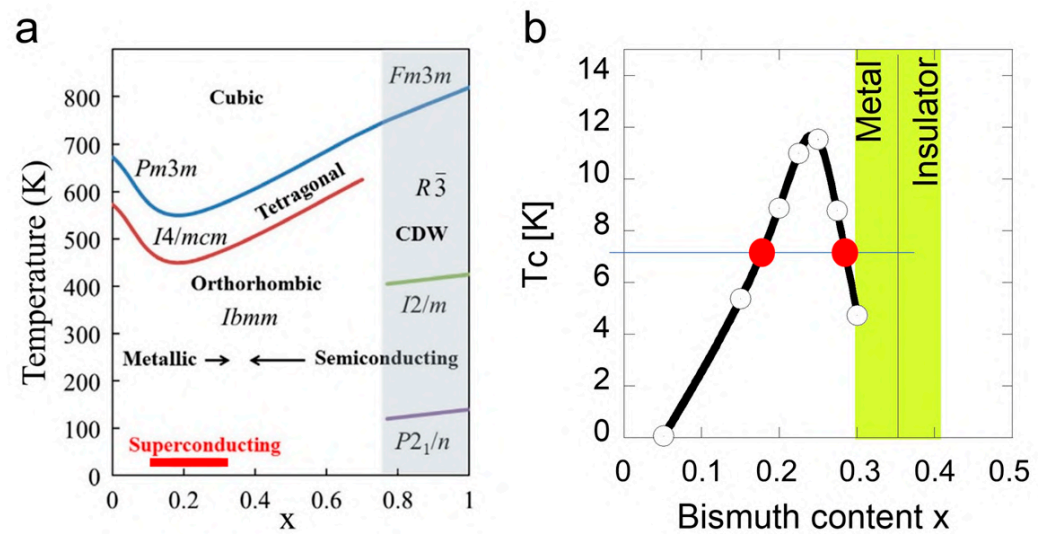 a
800
700
600
500
400
300
200
100
0
Temperature (K)
Cubic
Fm3m
Pm3m
Tetragonal
R3̅
I4/mcm
CDW
Orthorhombic
I2/m
Ibmm
Metallic → ← Semiconducting
Superconducting
P2₁/n
0 0.2 0.4 0.6 0.8 1
x
b
14
12
10
8
6
4
2
0
Tc [K]
Metal
Insulator
0 0.1 0.2 0.3 0.4 0.5
Bismuth content x